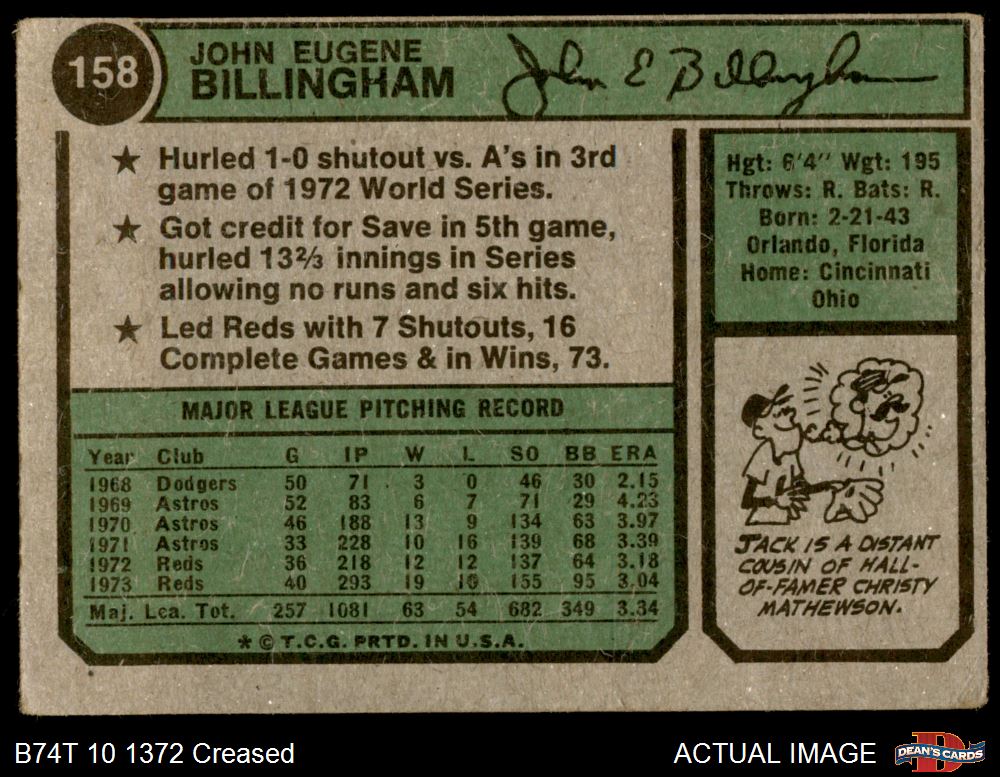 158
JOHN EUGENE
BILLINGHAM
John E Billingham
★ Hurled 1-0 shutout vs. A's in 3rd
game of 1972 World Series.
★ Got credit for Save in 5th game,
hurled 13⅔ innings in Series
allowing no runs and six hits.
★ Led Reds with 7 Shutouts, 16
Complete Games & in Wins, 73.
Hgt: 6'4" Wgt: 195
Throws: R. Bats: R.
Born: 2-21-43
Orlando, Florida
Home: Cincinnati
Ohio
MAJOR LEAGUE PITCHING RECORD
Year Club G IP W L SO BB ERA
1968 Dodgers 50 71 3 0 46 30 2.15
1969 Astros 52 83 6 7 71 29 4.23
1970 Astros 46 188 13 9 134 63 3.97
1971 Astros 33 228 10 16 139 68 3.39
1972 Reds 36 218 12 12 137 64 3.18
1973 Reds 40 293 19 10 155 95 3.04
Maj. Lea. Tot. 257 1081 63 54 682 349 3.34
* © T.C.G. PRTD. IN U.S.A.
JACK IS A DISTANT
COUSIN OF HALL-
OF-FAMER CHRISTY
MATHEWSON.
B74T 10 1372 Creased
ACTUAL IMAGE
DEAN'S CARDS